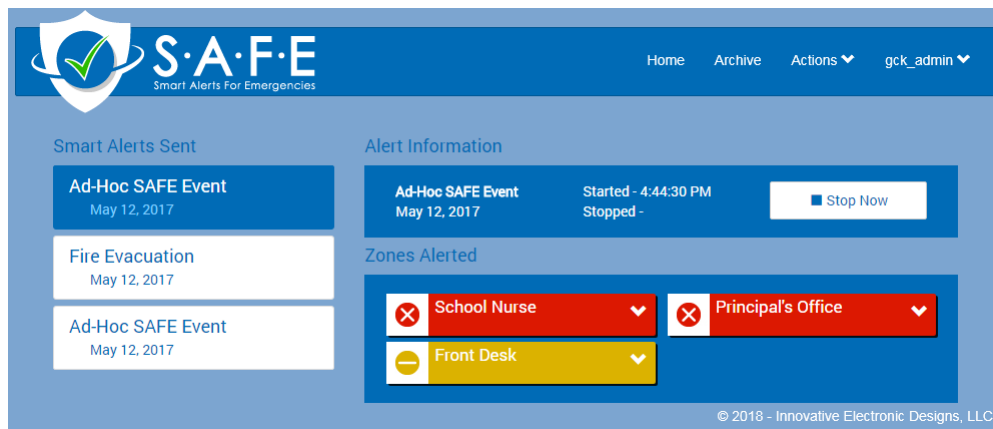 S·A·F·E
Smart Alerts For Emergencies
Home Archive Actions gck_admin
Smart Alerts Sent
Ad-Hoc SAFE Event
May 12, 2017
Fire Evacuation
May 12, 2017
Ad-Hoc SAFE Event
May 12, 2017
Alert Information
Ad-Hoc SAFE Event
May 12, 2017
Started - 4:44:30 PM
Stopped -
Stop Now
Zones Alerted
School Nurse
Principal's Office
Front Desk
© 2018 - Innovative Electronic Designs, LLC